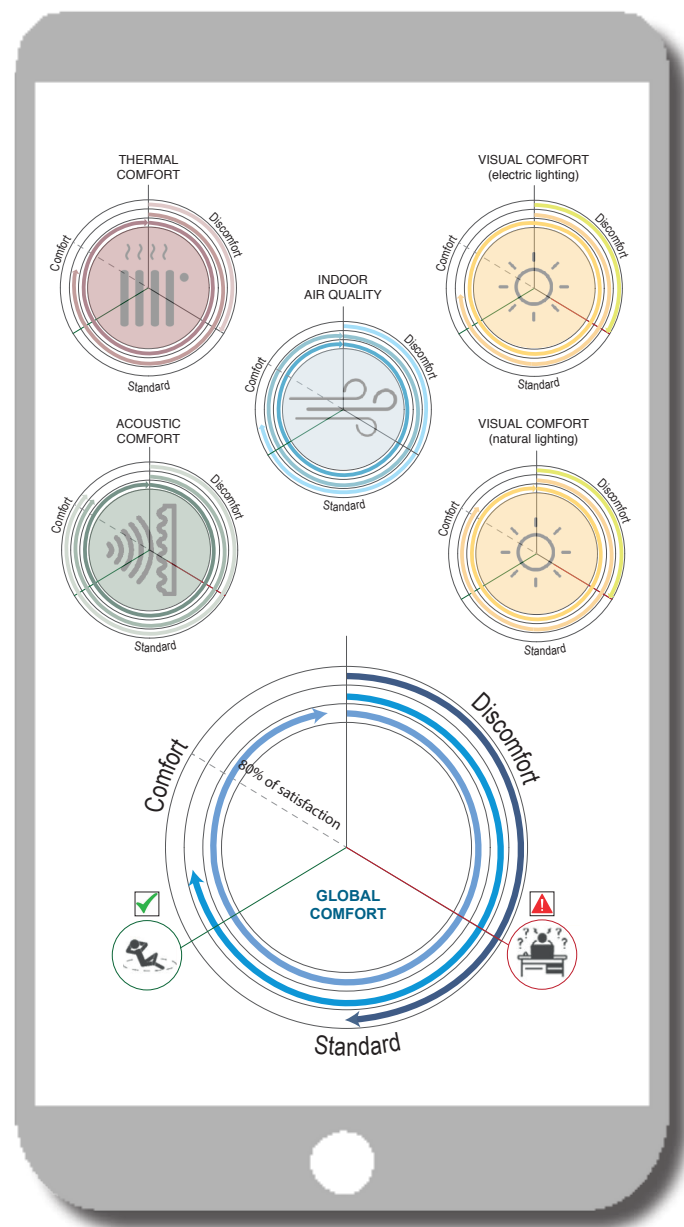 THERMAL
COMFORT
Comfort
Discomfort
Standard
VISUAL COMFORT
(electric lighting)
Comfort
Discomfort
Standard
INDOOR
AIR QUALITY
Comfort
Discomfort
Standard
ACOUSTIC
COMFORT
Comfort
Discomfort
Standard
VISUAL COMFORT
(natural lighting)
Comfort
Discomfort
Standard
Comfort
Discomfort
80% of satisfaction
GLOBAL
COMFORT
? ? ? ?
Standard